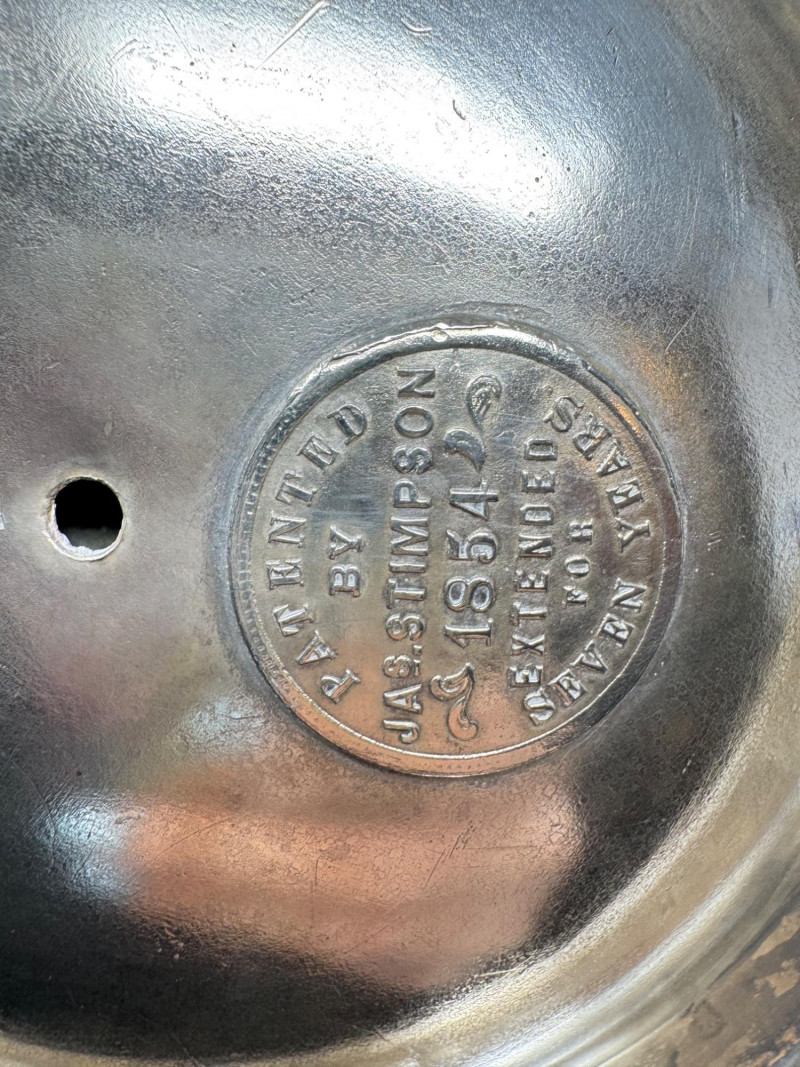 PATENTED
BY
JAS. STIMPSON
1854
EXTENDED
FOR
SEVEN YEARS.